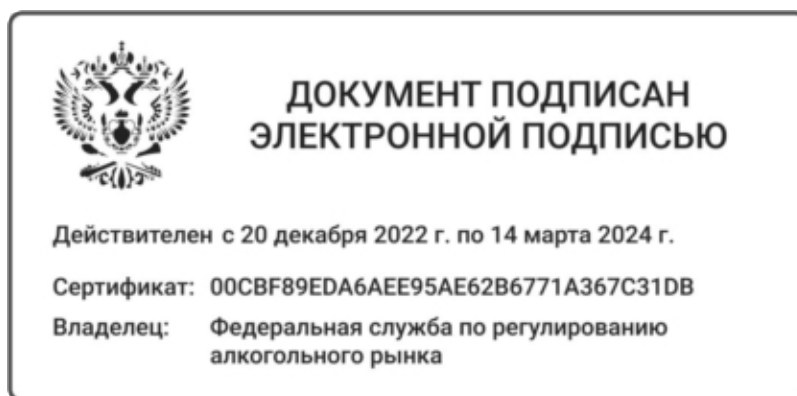 ДОКУМЕНТ ПОДПИСАН
ЭЛЕКТРОННОЙ ПОДПИСЬЮ
Действителен с 20 декабря 2022 г. по 14 марта 2024 г.
Сертификат: 00CBF89EDA6AEE95AE62B6771A367C31DB
Владелец: Федеральная служба по регулированию
алкогольного рынка